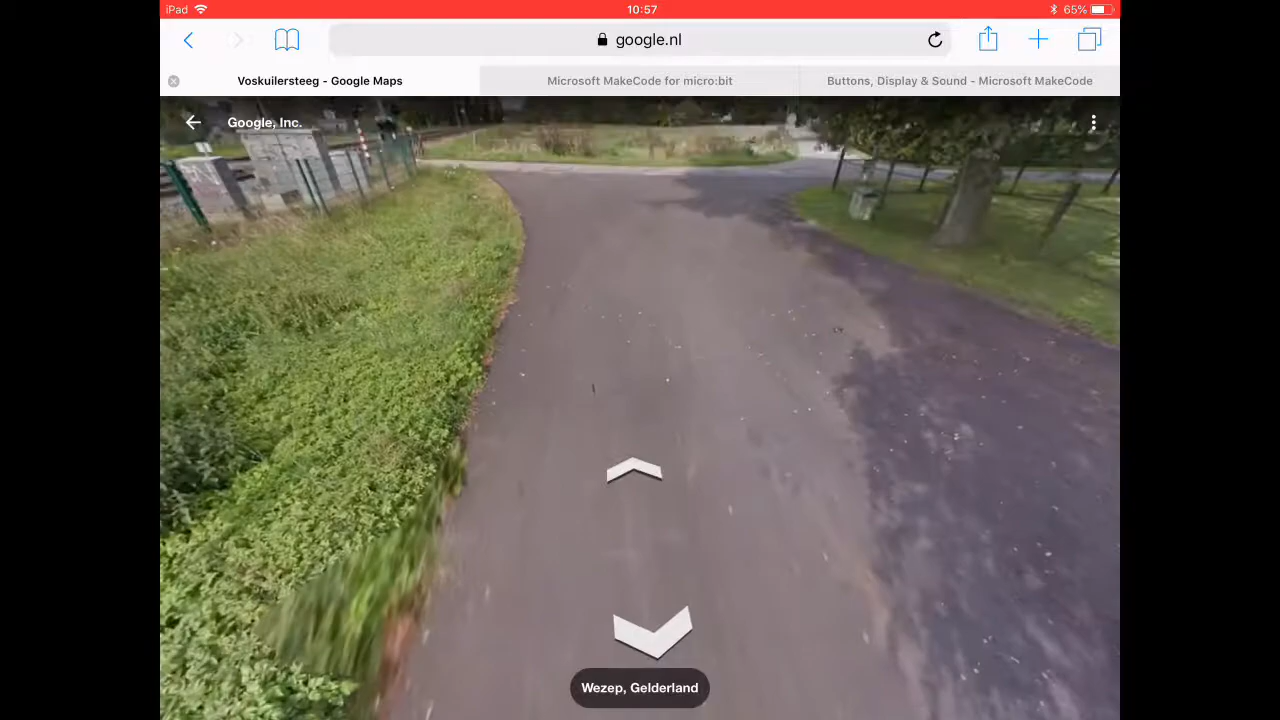 iPad 10:57 65%
google.nl
Voskuilersteeg - Google Maps Microsoft MakeCode for micro:bit Buttons, Display & Sound - Microsoft MakeCode
Google, Inc.
Wezep, Gelderland